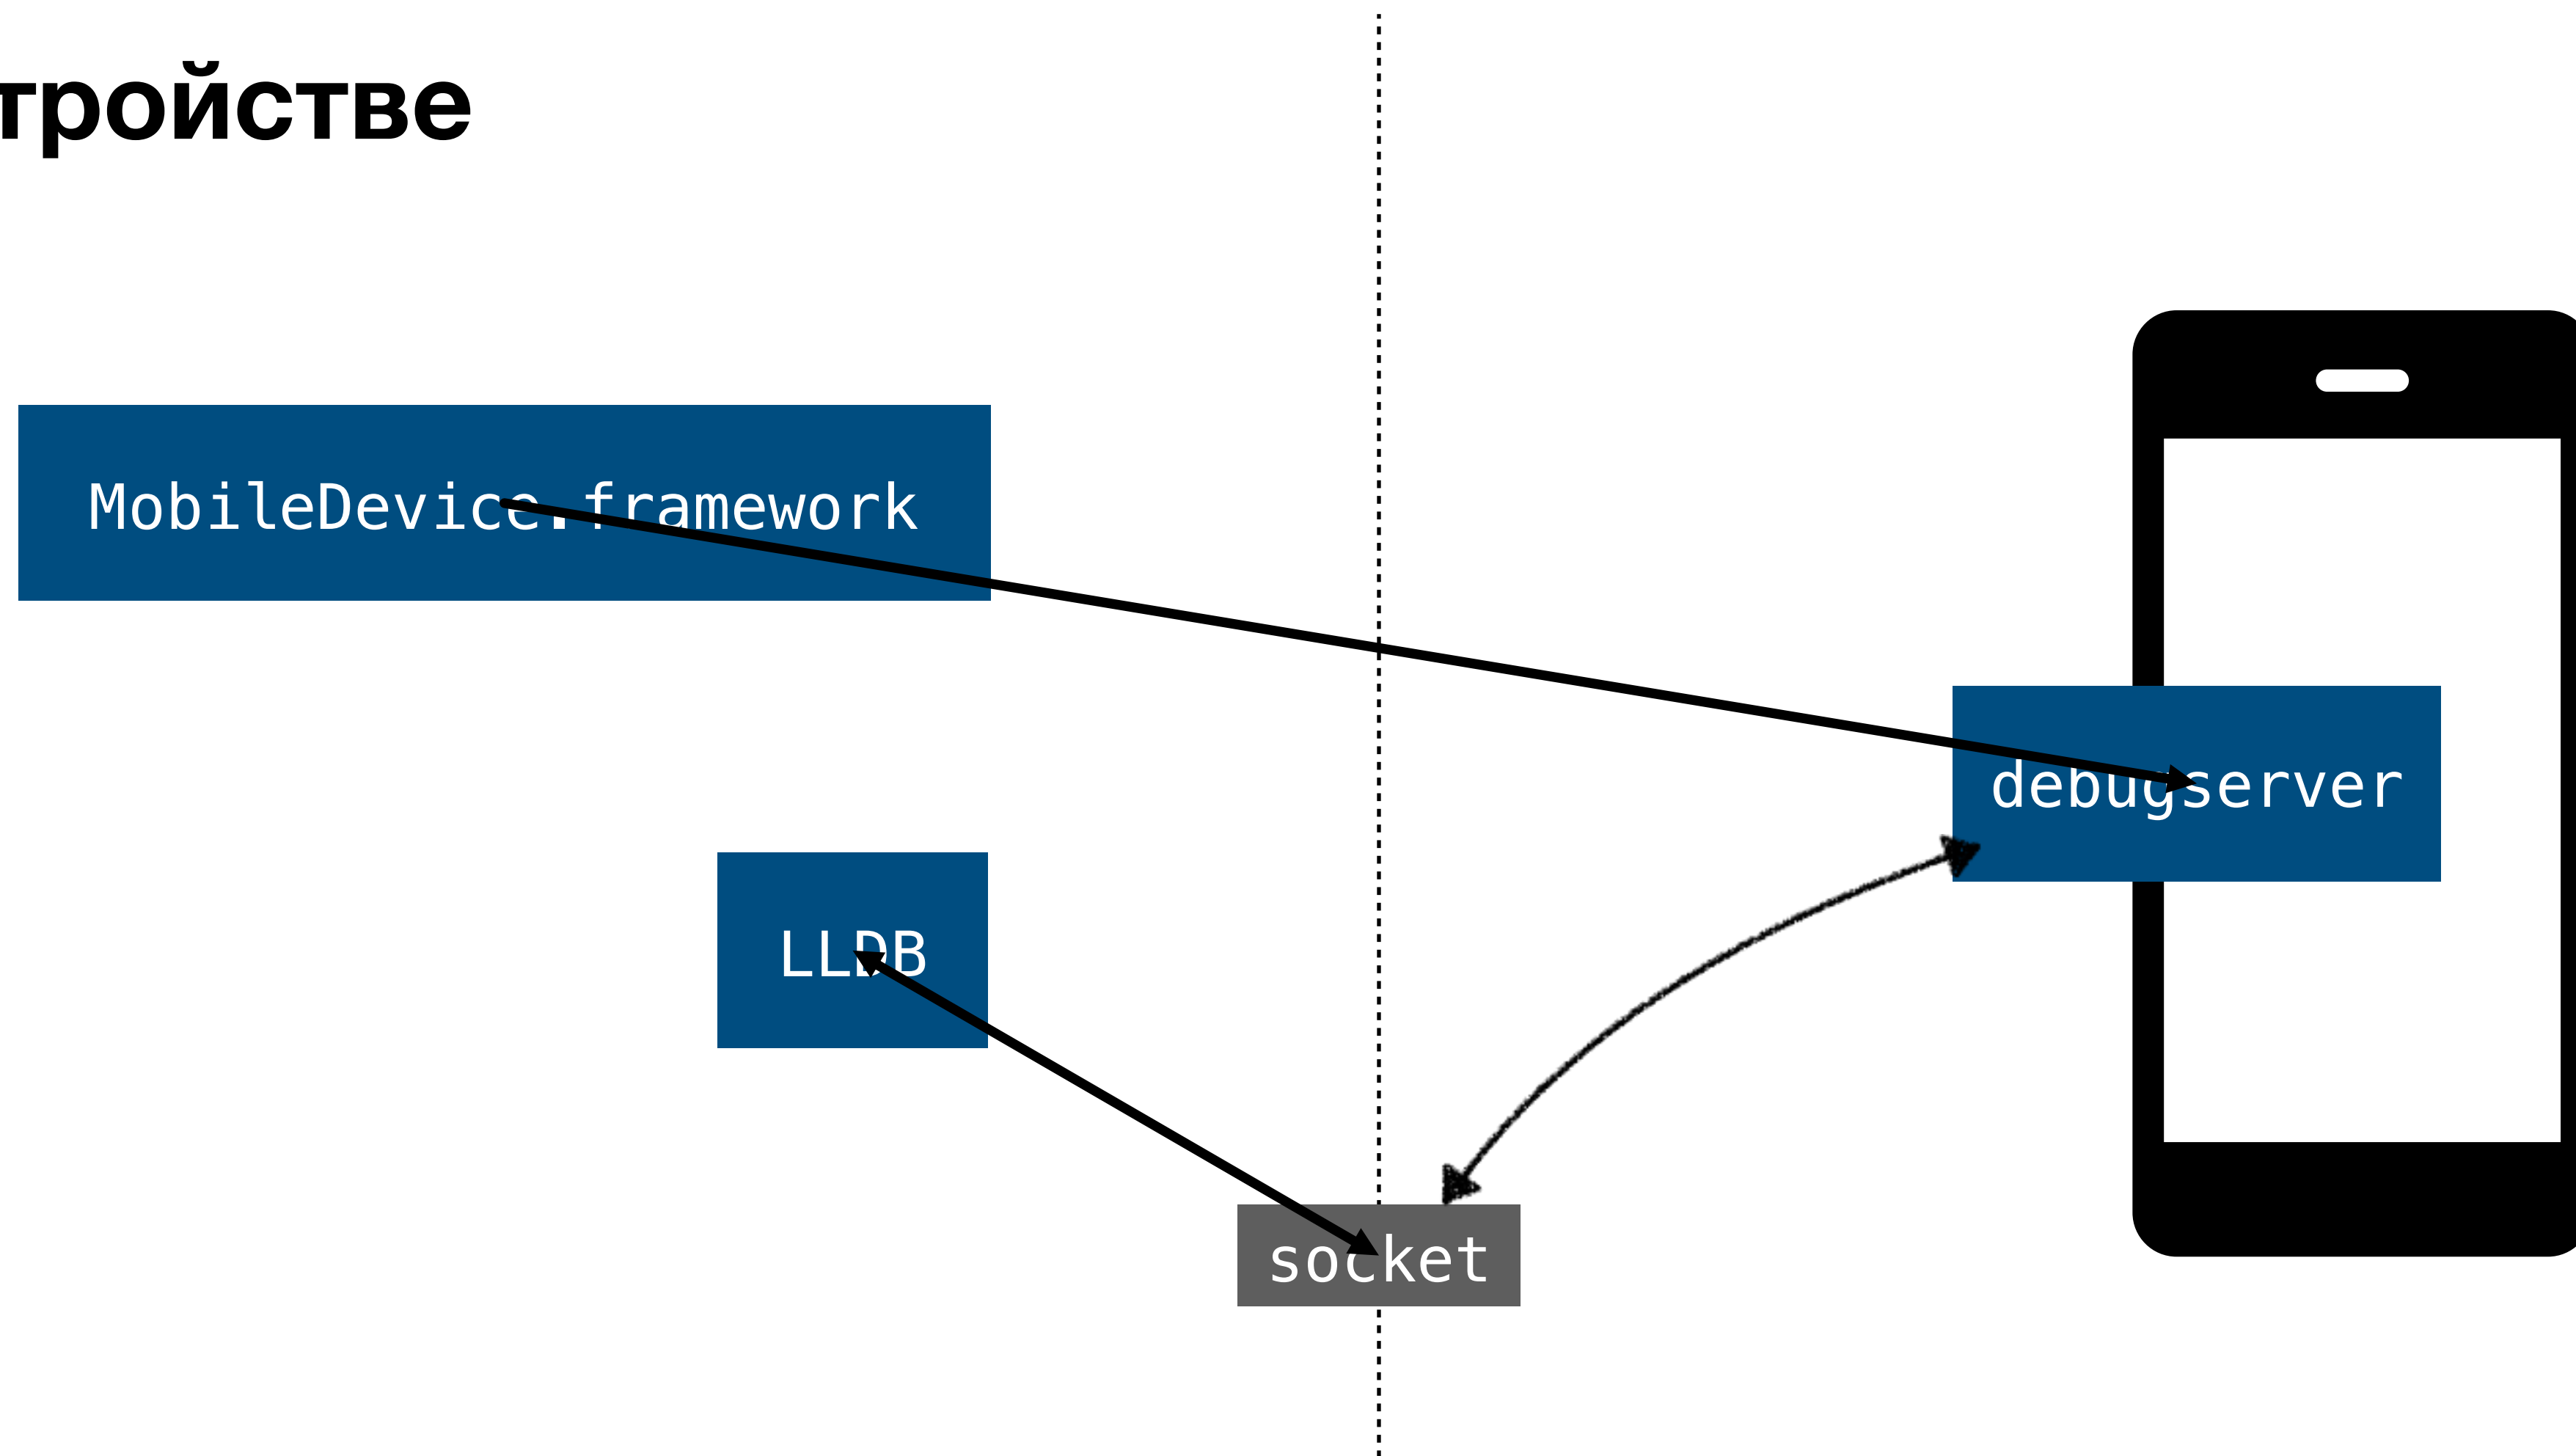 тройстве
MobileDevice.framework
debugserver
LLDB
socket